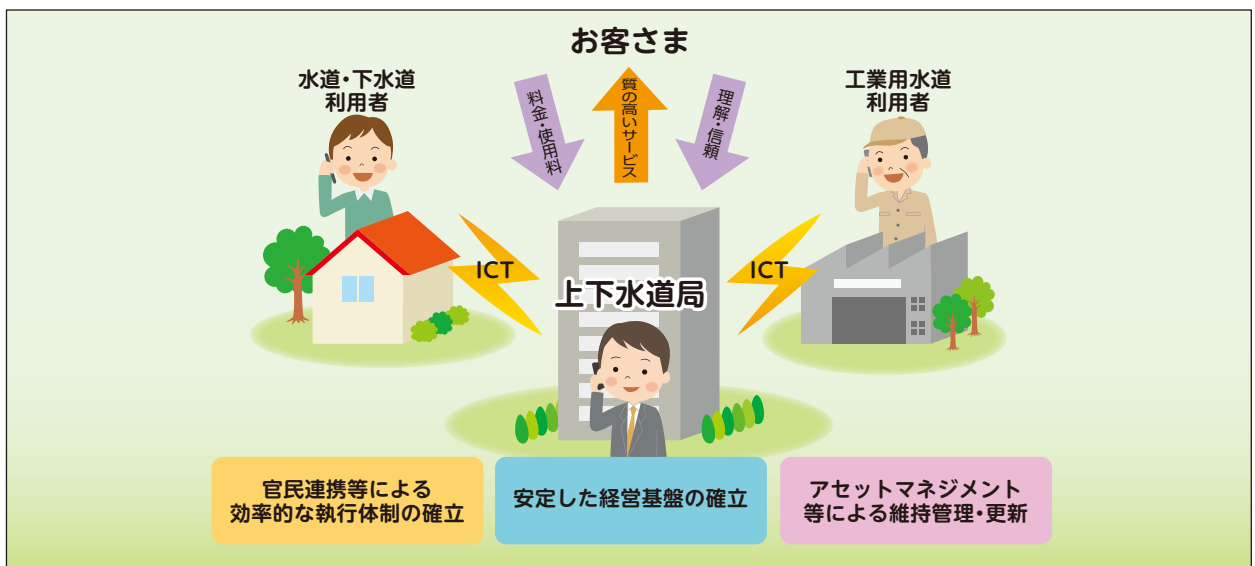 お客さま
水道・下水道
利用者
料金・使用料
質の高いサービス
理解・信頼
工業用水道
利用者
ICT
上下水道局
ICT
官民連携等による
効率的な執行体制の確立
安定した経営基盤の確立
アセットマネジメント
等による維持管理・更新